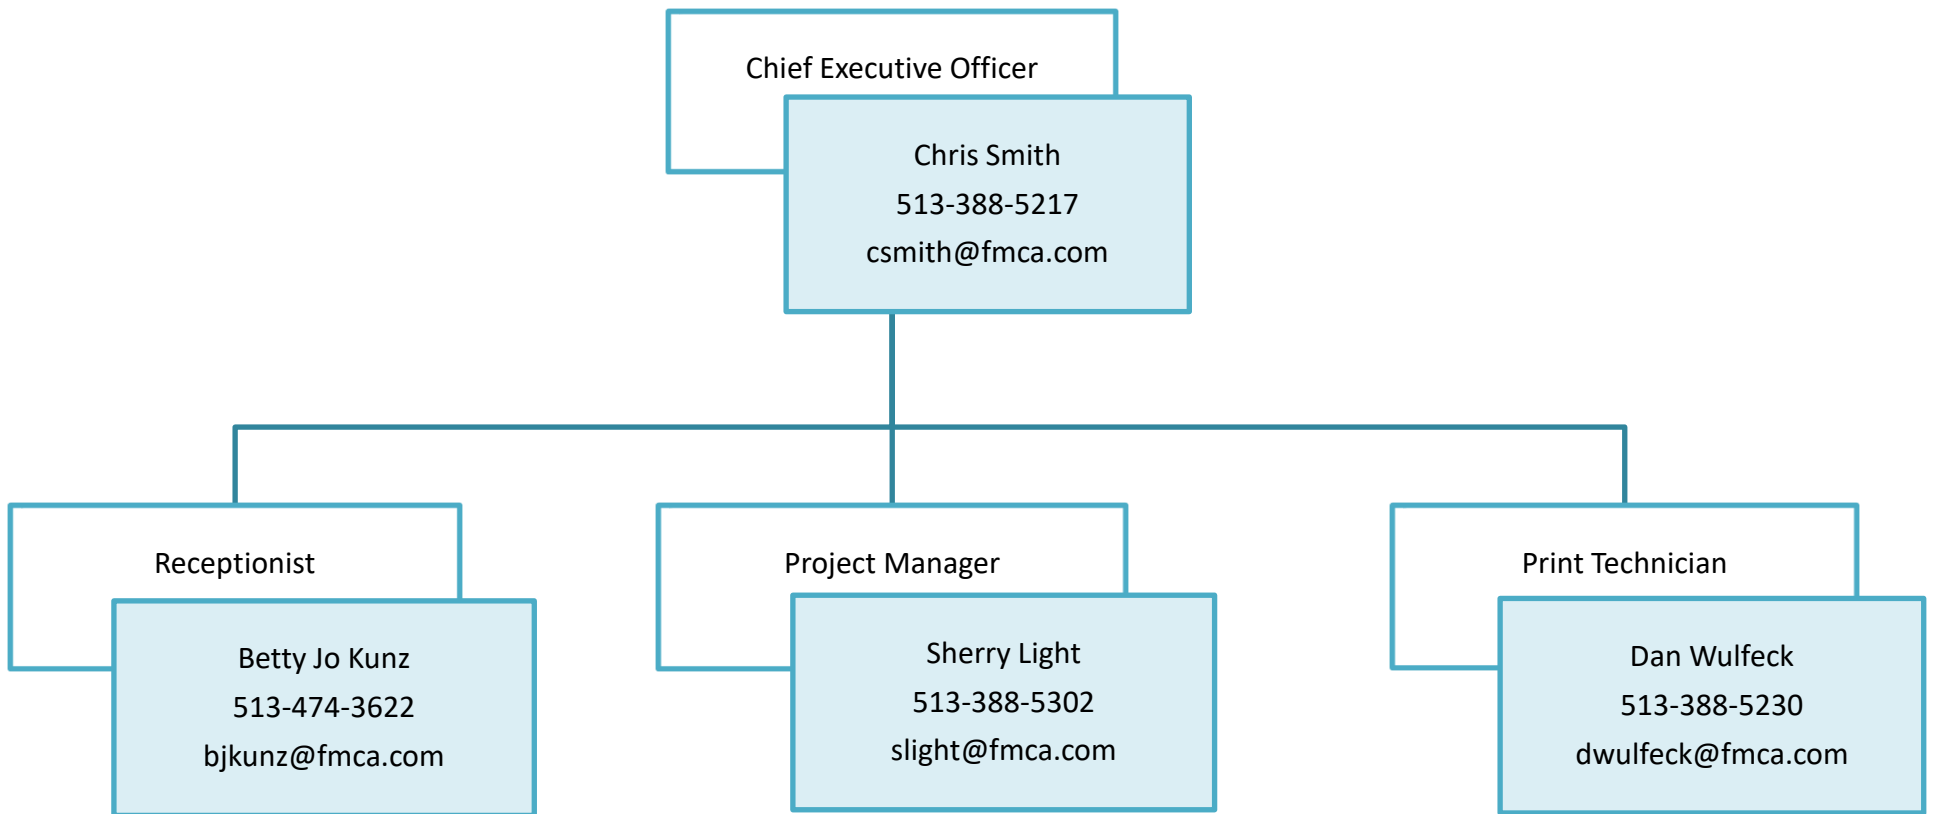 Chief Executive Officer
Chris Smith
513-388-5217
csmith@fmca.com
Receptionist
Betty Jo Kunz
513-474-3622
bjkunz@fmca.com
Project Manager
Sherry Light
513-388-5302
slight@fmca.com
Print Technician
Dan Wulfeck
513-388-5230
dwulfeck@fmca.com